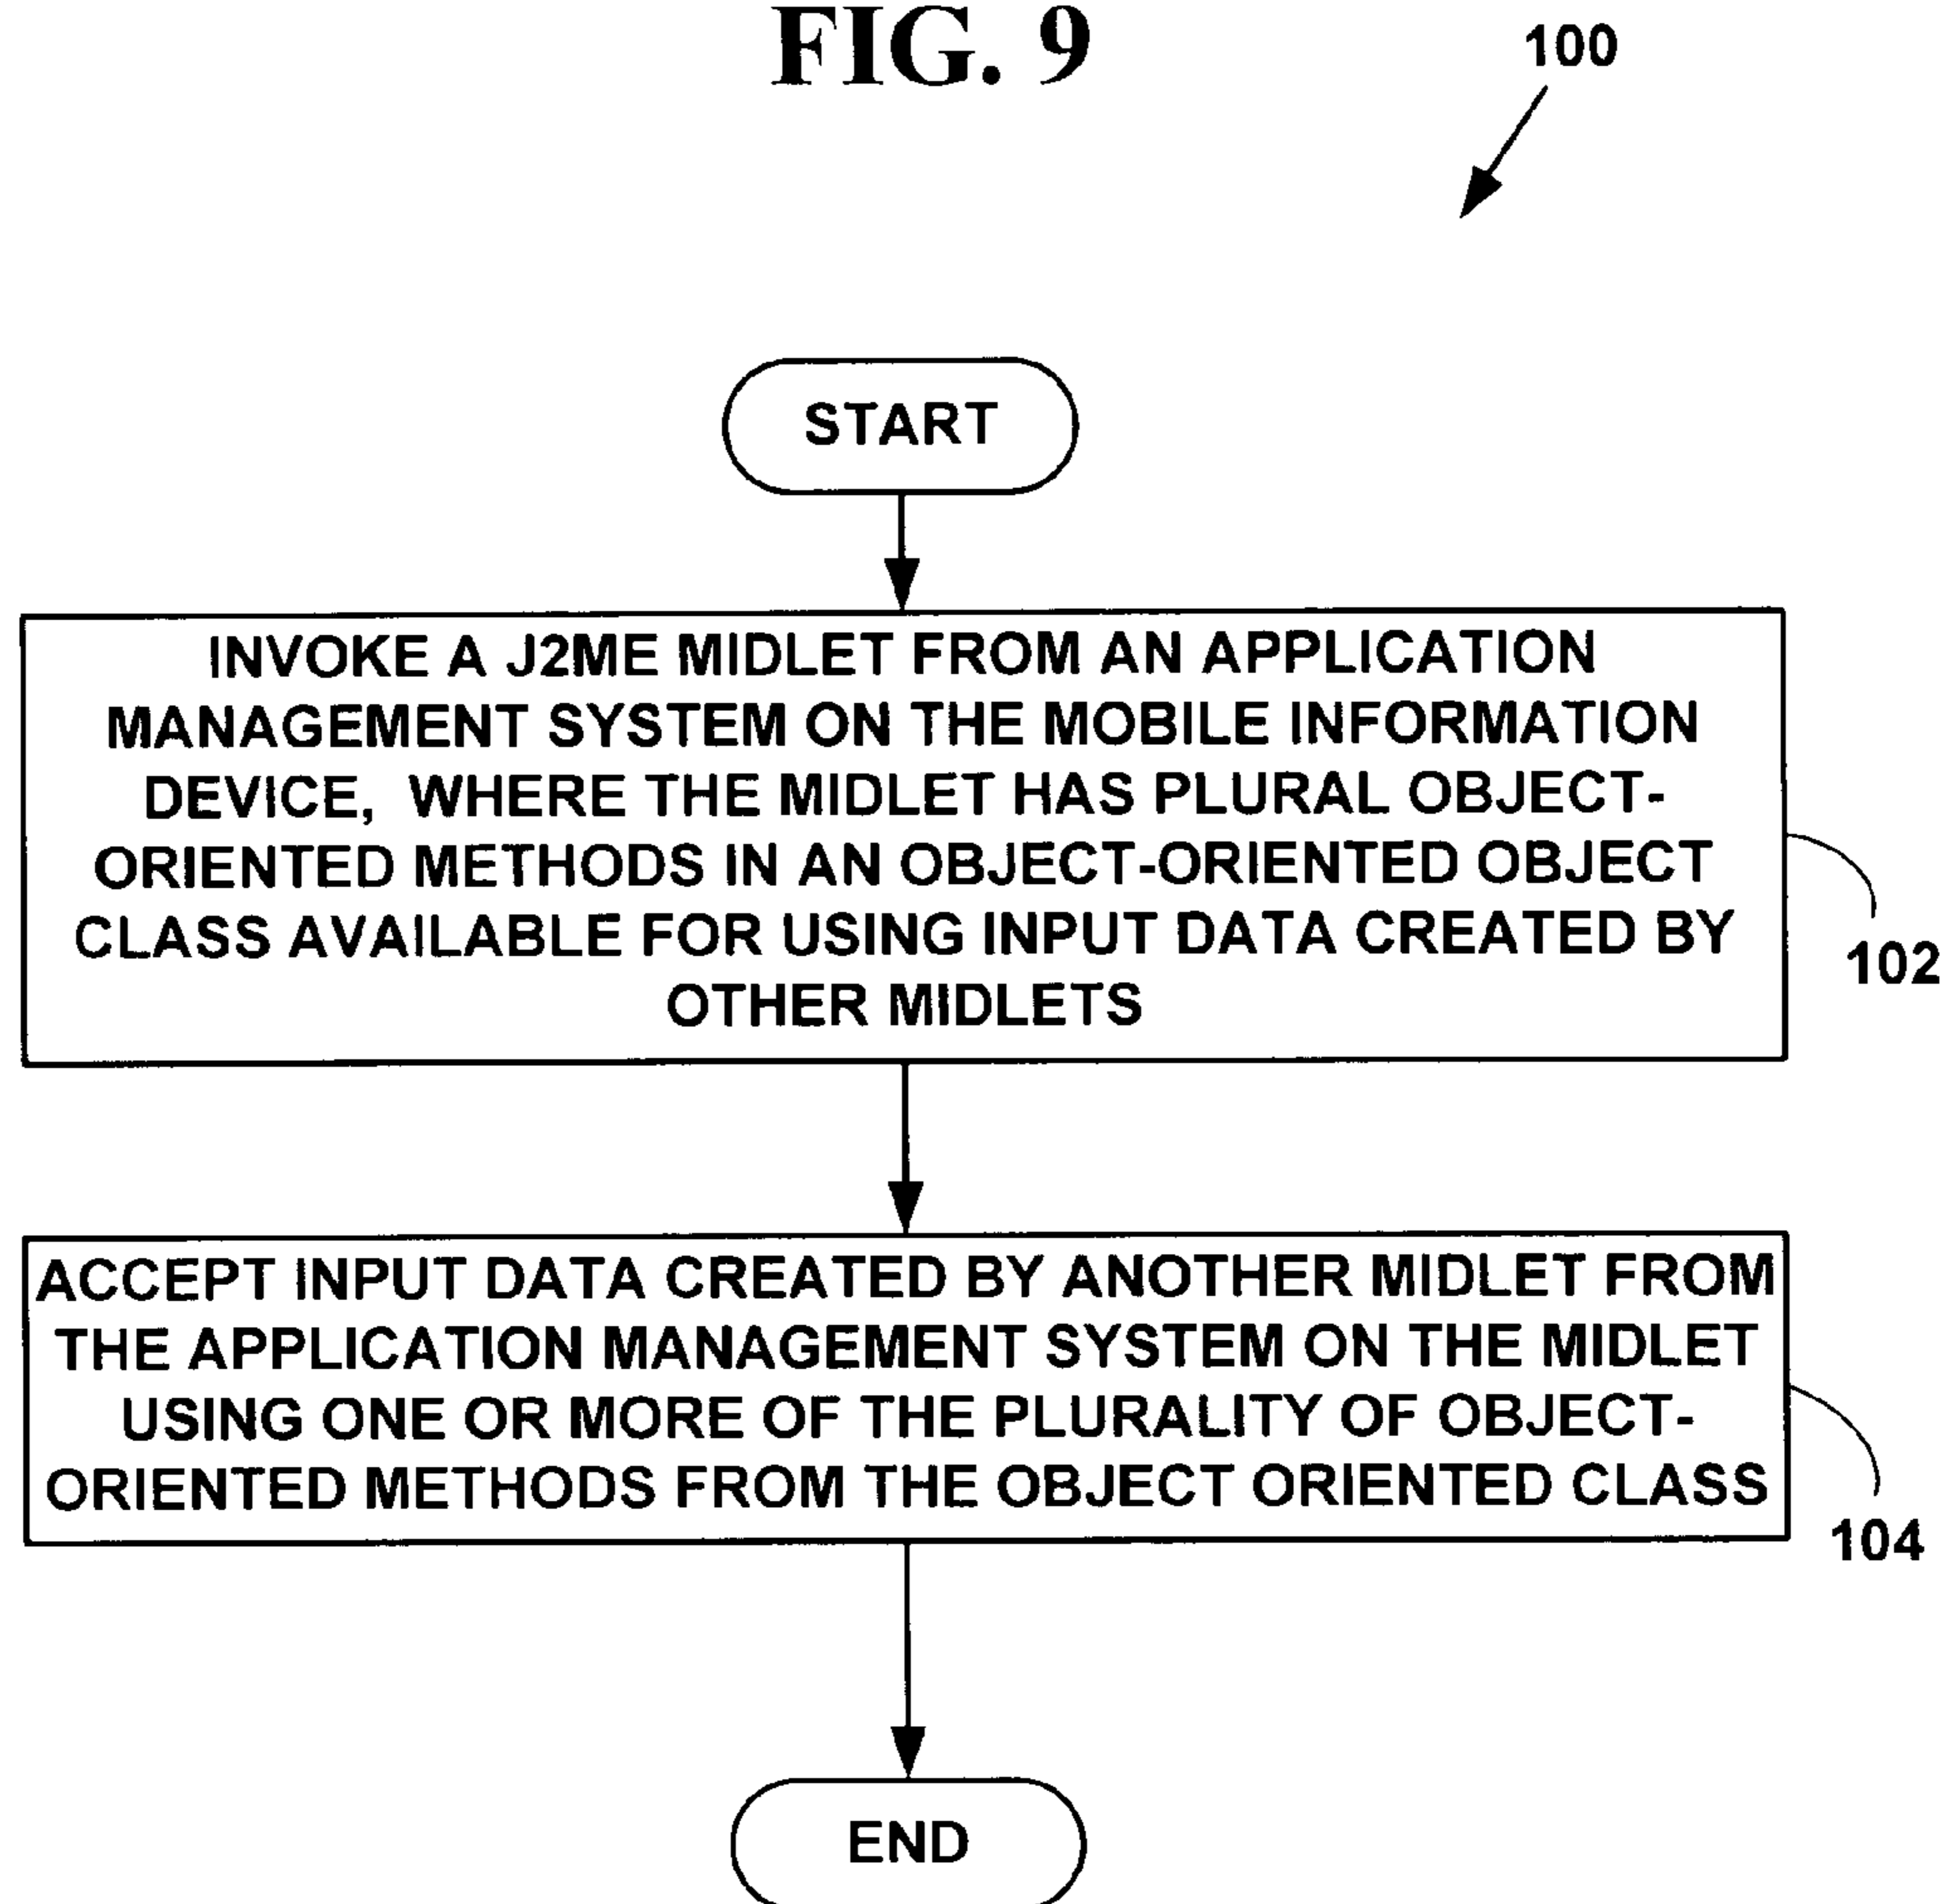 FIG. 9
100
START
INVOKE A J2ME MIDLET FROM AN APPLICATION
MANAGEMENT SYSTEM ON THE MOBILE INFORMATION
DEVICE, WHERE THE MIDLET HAS PLURAL OBJECT-
ORIENTED METHODS IN AN OBJECT-ORIENTED OBJECT
CLASS AVAILABLE FOR USING INPUT DATA CREATED BY
OTHER MIDLETS
102
ACCEPT INPUT DATA CREATED BY ANOTHER MIDLET FROM
THE APPLICATION MANAGEMENT SYSTEM ON THE MIDLET
USING ONE OR MORE OF THE PLURALITY OF OBJECT-
ORIENTED METHODS FROM THE OBJECT ORIENTED CLASS
104
END